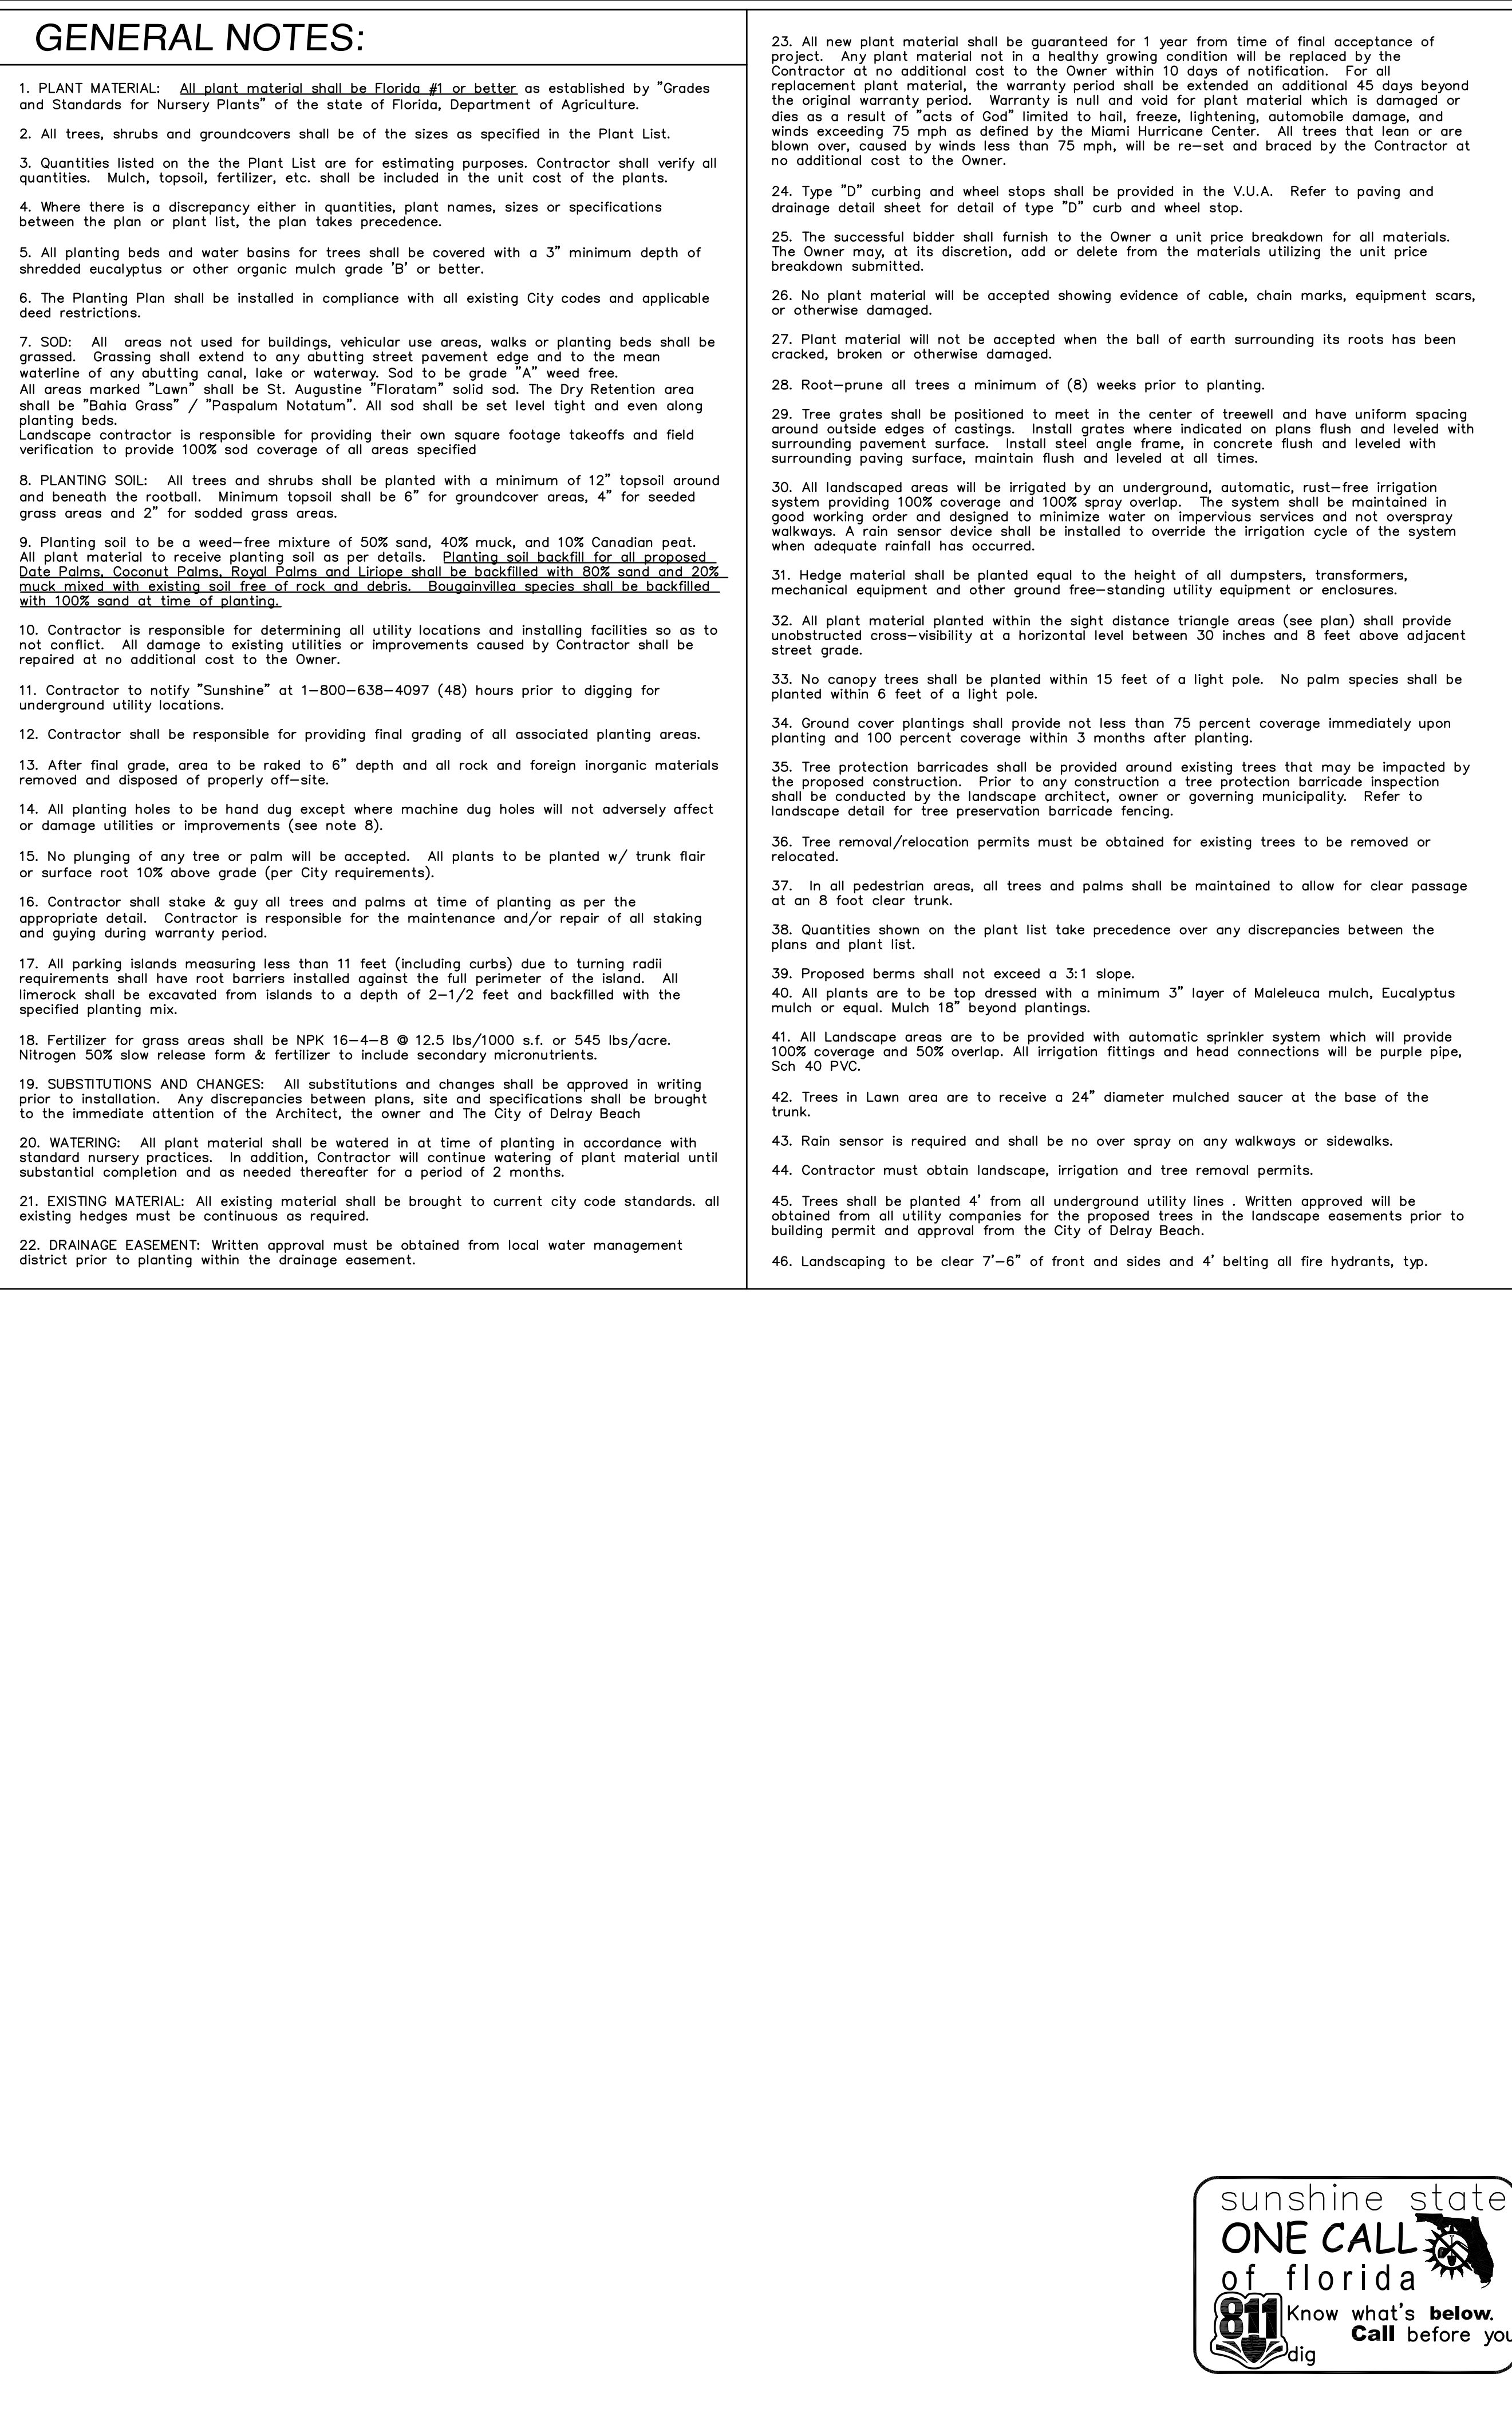 GENERAL NOTES:
1. PLANT MATERIAL: All plant material shall be Florida #1 or better as established by "Grades
and Standards for Nursery Plants" of the state of Florida, Department of Agriculture.
2. All trees, shrubs and groundcovers shall be of the sizes as specified in the Plant List.
3. Quantities listed on the the Plant List are for estimating purposes. Contractor shall verify all
quantities. Mulch, topsoil, fertilizer, etc. shall be included in the unit cost of the plants.
4. Where there is a discrepancy either in quantities, plant names, sizes or specifications
between the plan or plant list, the plan takes precedence.
5. All planting beds and water basins for trees shall be covered with a 3" minimum depth of
shredded eucalyptus or other organic mulch grade 'B' or better.
6. The Planting Plan shall be installed in compliance with all existing City codes and applicable
deed restrictions.
7. SOD: All areas not used for buildings, vehicular use areas, walks or planting beds shall be
grassed. Grassing shall extend to any abutting street pavement edge and to the mean
waterline of any abutting canal, lake or waterway. Sod to be grade "A" weed free.
All areas marked "Lawn" shall be St. Augustine "Floratam" solid sod. The Dry Retention area
shall be "Bahia Grass" / "Paspalum Notatum". All sod shall be set level tight and even along
planting beds.
Landscape contractor is responsible for providing their own square footage takeoffs and field
verification to provide 100% sod coverage of all areas specified
8. PLANTING SOIL: All trees and shrubs shall be planted with a minimum of 12" topsoil around
and beneath the rootball. Minimum topsoil shall be 6" for groundcover areas, 4" for seeded
grass areas and 2" for sodded grass areas.
9. Planting soil to be a weed-free mixture of 50% sand, 40% muck, and 10% Canadian peat.
All plant material to receive planting soil as per details. Planting soil backfill for all proposed
Date Palms, Coconut Palms, Royal Palms and Liriope shall be backfilled with 80% sand and 20%
muck mixed with existing soil free of rock and debris. Bougainvillea species shall be backfilled
with 100% sand at time of planting.
10. Contractor is responsible for determining all utility locations and installing facilities so as to
not conflict. All damage to existing utilities or improvements caused by Contractor shall be
repaired at no additional cost to the Owner.
11. Contractor to notify "Sunshine" at 1-800-638-4097 (48) hours prior to digging for
underground utility locations.
12. Contractor shall be responsible for providing final grading of all associated planting areas.
13. After final grade, area to be raked to 6" depth and all rock and foreign inorganic materials
removed and disposed of properly off-site.
14. All planting holes to be hand dug except where machine dug holes will not adversely affect
or damage utilities or improvements (see note 8).
15. No plunging of any tree or palm will be accepted. All plants to be planted w/ trunk flair
or surface root 10% above grade (per City requirements).
16. Contractor shall stake & guy all trees and palms at time of planting as per the
appropriate detail. Contractor is responsible for the maintenance and/or repair of all staking
and guying during warranty period.
17. All parking islands measuring less than 11 feet (including curbs) due to turning radii
requirements shall have root barriers installed against the full perimeter of the island. All
limerock shall be excavated from islands to a depth of 2-1/2 feet and backfilled with the
specified planting mix.
18. Fertilizer for grass areas shall be NPK 16-4-8 @ 12.5 lbs/1000 s.f. or 545 lbs/acre.
Nitrogen 50% slow release form & fertilizer to include secondary micronutrients.
19. SUBSTITUTIONS AND CHANGES: All substitutions and changes shall be approved in writing
prior to installation. Any discrepancies between plans, site and specifications shall be brought
to the immediate attention of the Architect, the owner and The City of Delray Beach
20. WATERING: All plant material shall be watered in at time of planting in accordance with
standard nursery practices. In addition, Contractor will continue watering of plant material until
substantial completion and as needed thereafter for a period of 2 months.
21. EXISTING MATERIAL: All existing material shall be brought to current city code standards. all
existing hedges must be continuous as required.
22. DRAINAGE EASEMENT: Written approval must be obtained from local water management
district prior to planting within the drainage easement.
23. All new plant material shall be guaranteed for 1 year from time of final acceptance of
project. Any plant material not in a healthy growing condition will be replaced by the
Contractor at no additional cost to the Owner within 10 days of notification. For all
replacement plant material, the warranty period shall be extended an additional 45 days beyond
the original warranty period. Warranty is null and void for plant material which is damaged or
dies as a result of "acts of God" limited to hail, freeze, lightening, automobile damage, and
winds exceeding 75 mph as defined by the Miami Hurricane Center. All trees that lean or are
blown over, caused by winds less than 75 mph, will be re-set and braced by the Contractor at
no additional cost to the Owner.
24. Type "D" curbing and wheel stops shall be provided in the V.U.A. Refer to paving and
drainage detail sheet for detail of type "D" curb and wheel stop.
25. The successful bidder shall furnish to the Owner a unit price breakdown for all materials.
The Owner may, at its discretion, add or delete from the materials utilizing the unit price
breakdown submitted.
26. No plant material will be accepted showing evidence of cable, chain marks, equipment scars,
or otherwise damaged.
27. Plant material will not be accepted when the ball of earth surrounding its roots has been
cracked, broken or otherwise damaged.
28. Root-prune all trees a minimum of (8) weeks prior to planting.
29. Tree grates shall be positioned to meet in the center of treewell and have uniform spacing
around outside edges of castings. Install grates where indicated on plans flush and leveled with
surrounding pavement surface. Install steel angle frame, in concrete flush and leveled with
surrounding paving surface, maintain flush and leveled at all times.
30. All landscaped areas will be irrigated by an underground, automatic, rust-free irrigation
system providing 100% coverage and 100% spray overlap. The system shall be maintained in
good working order and designed to minimize water on impervious services and not overspray
walkways. A rain sensor device shall be installed to override the irrigation cycle of the system
when adequate rainfall has occurred.
31. Hedge material shall be planted equal to the height of all dumpsters, transformers,
mechanical equipment and other ground free-standing utility equipment or enclosures.
32. All plant material planted within the sight distance triangle areas (see plan) shall provide
unobstructed cross-visibility at a horizontal level between 30 inches and 8 feet above adjacent
street grade.
33. No canopy trees shall be planted within 15 feet of a light pole. No palm species shall be
planted within 6 feet of a light pole.
34. Ground cover plantings shall provide not less than 75 percent coverage immediately upon
planting and 100 percent coverage within 3 months after planting.
35. Tree protection barricades shall be provided around existing trees that may be impacted by
the proposed construction. Prior to any construction a tree protection barricade inspection
shall be conducted by the landscape architect, owner or governing municipality. Refer to
landscape detail for tree preservation barricade fencing.
36. Tree removal/relocation permits must be obtained for existing trees to be removed or
relocated.
37. In all pedestrian areas, all trees and palms shall be maintained to allow for clear passage
at an 8 foot clear trunk.
38. Quantities shown on the plant list take precedence over any discrepancies between the
plans and plant list.
39. Proposed berms shall not exceed a 3:1 slope.
40. All plants are to be top dressed with a minimum 3" layer of Maleleuca mulch, Eucalyptus
mulch or equal. Mulch 18" beyond plantings.
41. All Landscape areas are to be provided with automatic sprinkler system which will provide
100% coverage and 50% overlap. All irrigation fittings and head connections will be purple pipe,
Sch 40 PVC.
42. Trees in Lawn area are to receive a 24" diameter mulched saucer at the base of the
trunk.
43. Rain sensor is required and shall be no over spray on any walkways or sidewalks.
44. Contractor must obtain landscape, irrigation and tree removal permits.
45. Trees shall be planted 4' from all underground utility lines . Written approved will be
obtained from all utility companies for the proposed trees in the landscape easements prior to
building permit and approval from the City of Delray Beach.
46. Landscaping to be clear 7'-6" of front and sides and 4' belting all fire hydrants, typ.
sunshine state
ONE CALL
of florida
811
Know what's below.
Call before you
dig